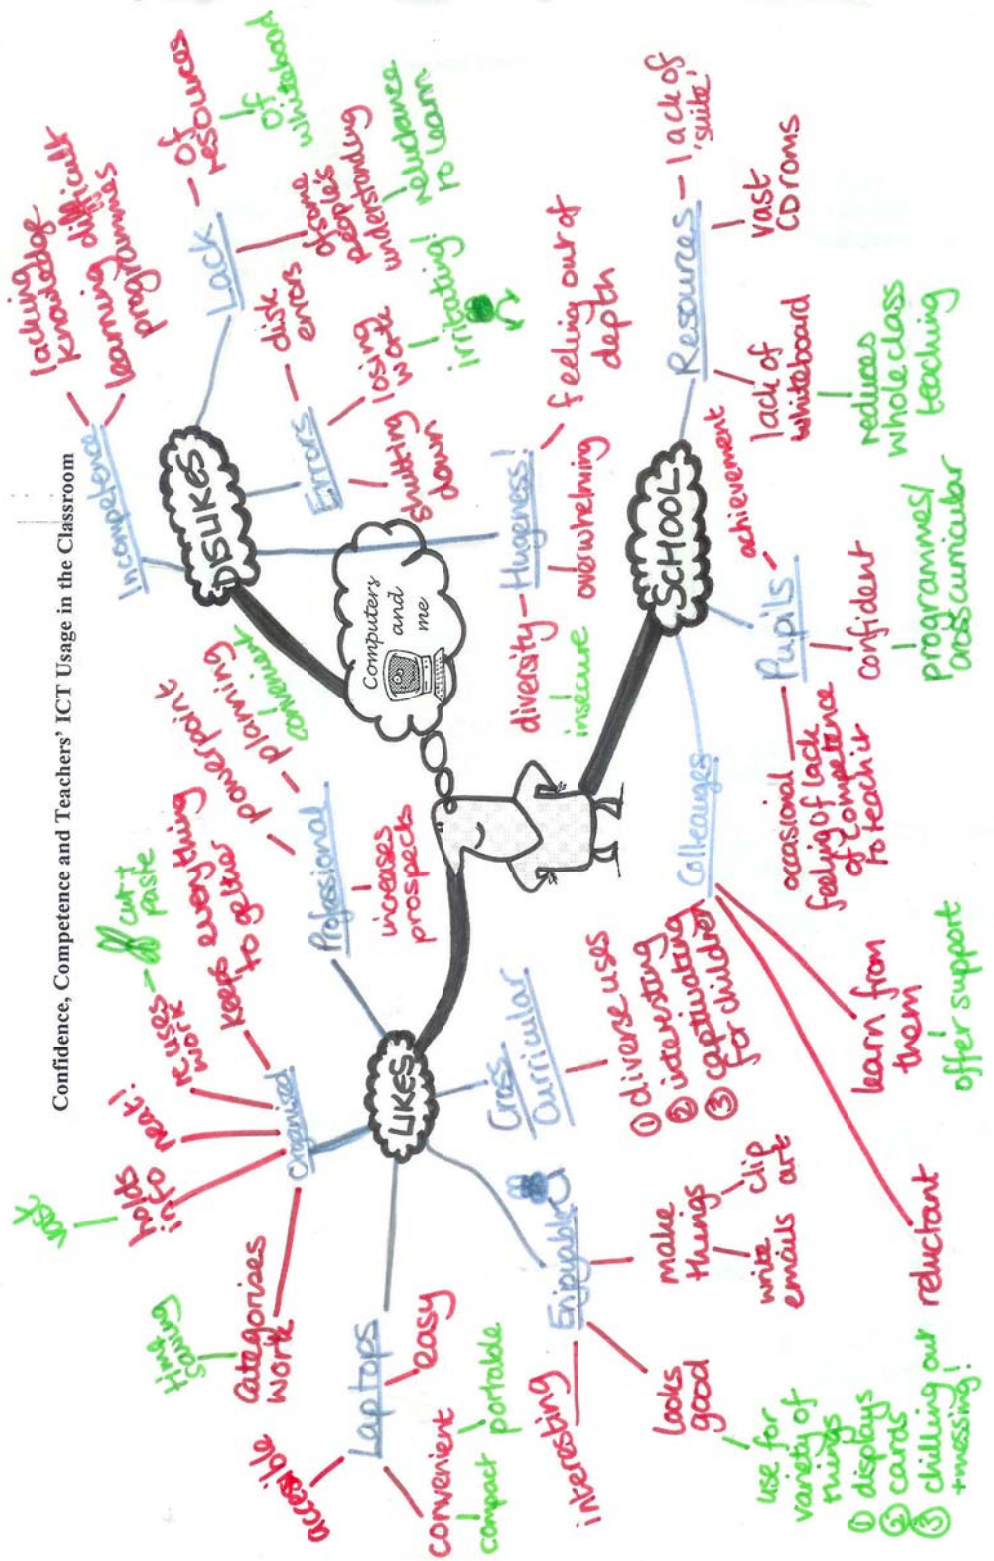 Confidence, Competence and Teachers' ICT Usage in the Classroom
Computers
and
me
LIKES
Organised
vast
holds
info
neat!
reuses
work
cut +
paste
keeps everything
together
time
saving
categorises
work
Professional
powerpoint
planning
convenient
increases
prospects
Laptops
accesible
easy
convenient
compact
portable
Enjoyable
interesting
looks
good
use for
variety of
things
① displays
② cards
③ chilling out
+messing!
make
things
clip
art
write
emails
Cross
Curricular
① diverse uses
② interesting
③ captivating
for children
DISLIKES
Incompetence
lacking
knowledge
learning difficult
programmes
Lack
of
resources
of
whiteboard
of some
people's
understanding
reluctance
to learn
Errors
disk
errors
losing
work
irritating!
shutting
down
Hugeness!
feeling out of
depth
overwhelming
diversity
insecure
SCHOOL
Resources
lack of
'suite'
vast
CD roms
lack of
whiteboard
reduces
whole class
teaching
Pupils
achievement
confident
programmes/
crosscurricular
occasional
feeling of lack
of competence
to teach it
Colleauges
learn from
them
offer support
reluctant